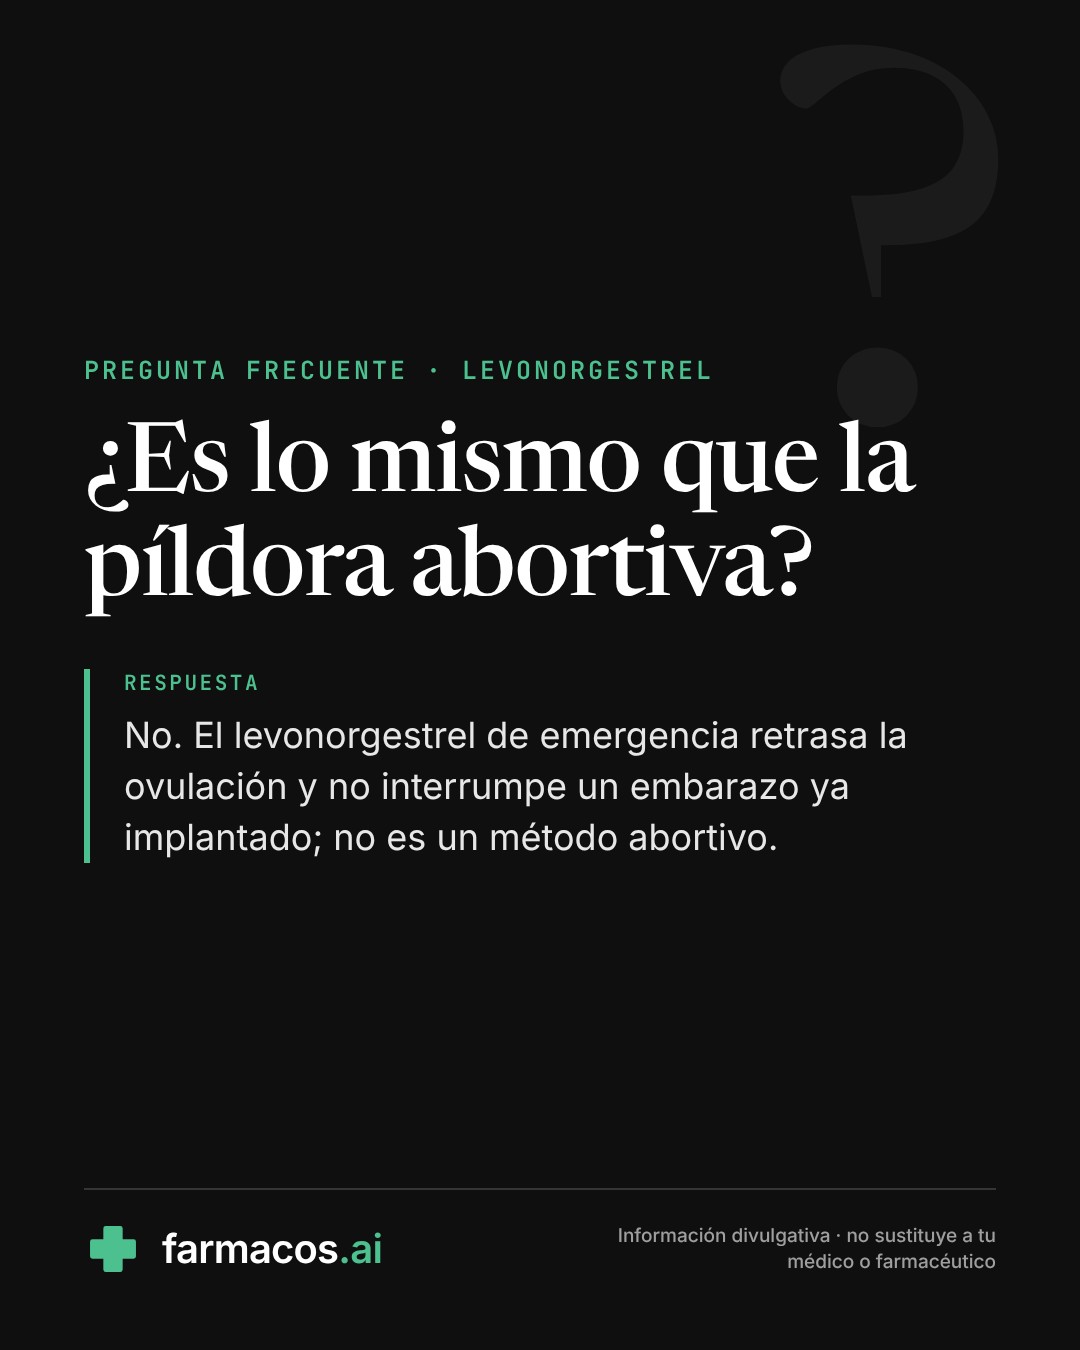 ?
PREGUNTA FRECUENTE · LEVONORGESTREL
¿Es lo mismo que la
píldora abortiva?
RESPUESTA
No. El levonorgestrel de emergencia retrasa la
ovulación y no interrumpe un embarazo ya
implantado; no es un método abortivo.
farmacos.ai
Información divulgativa · no sustituye a tu
médico o farmacéutico